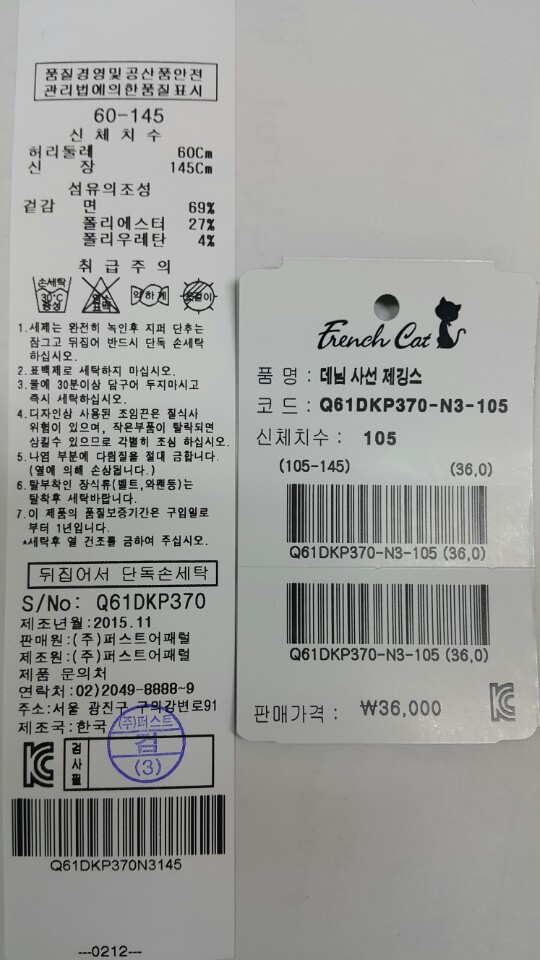 품질경영및공산품안전
관리법에의한품질표시
60-145
신 체 치 수
허리둘레 60Cm
신 장 145Cm
섬유의조성
겉감 면 69%
폴리에스터 27%
폴리우레탄 4%
취 급 주 의
손세탁
30℃
중성
염소
표백
약하게
옷걸이
1.세제는 완전히 녹인후 지퍼 단추는
잠그고 뒤집어 반드시 단독 손세탁
하십시오.
2.표백제로 세탁하지 마십시오.
3.물에 30분이상 담구어 두지마시고
즉시 세탁하십시오.
4.디자인상 사용된 조임끈은 질식사
위험이 있으며, 작은부품이 탈락되면
삼킬수 있으므로 각별히 조심 하십시오.
5.나염 부분에 다림질을 절대 금합니다.
(열에 의해 손상됩니다.)
6.탈부착된 장식류(벨트,와펜등)는
탈착후 세탁바랍니다.
7.이 제품의 품질보증기간은 구입일로
부터 1년입니다.
*세탁후 열 건조를 금하여 주십시오.
뒤집어서 단독손세탁
S/No: Q61DKP370
제조년월:2015.11
판매원:(주)퍼스트어패럴
제조원:(주)퍼스트어패럴
제품 문의처
연락처:02)2049-8888~9
주소:서울 광진구 구의강변로91
제조국:한국
(주)퍼스트
검
(3)
검
사
필
Q61DKP370N3145
---0212---
French Cat
품 명 : 데님 사선 제깅스
코 드 : Q61DKP370-N3-105
신체치수 : 105
(105-145) (36,0)
Q61DKP370-N3-105 (36,0)
Q61DKP370-N3-105 (36,0)
판매가격 : ₩36,000